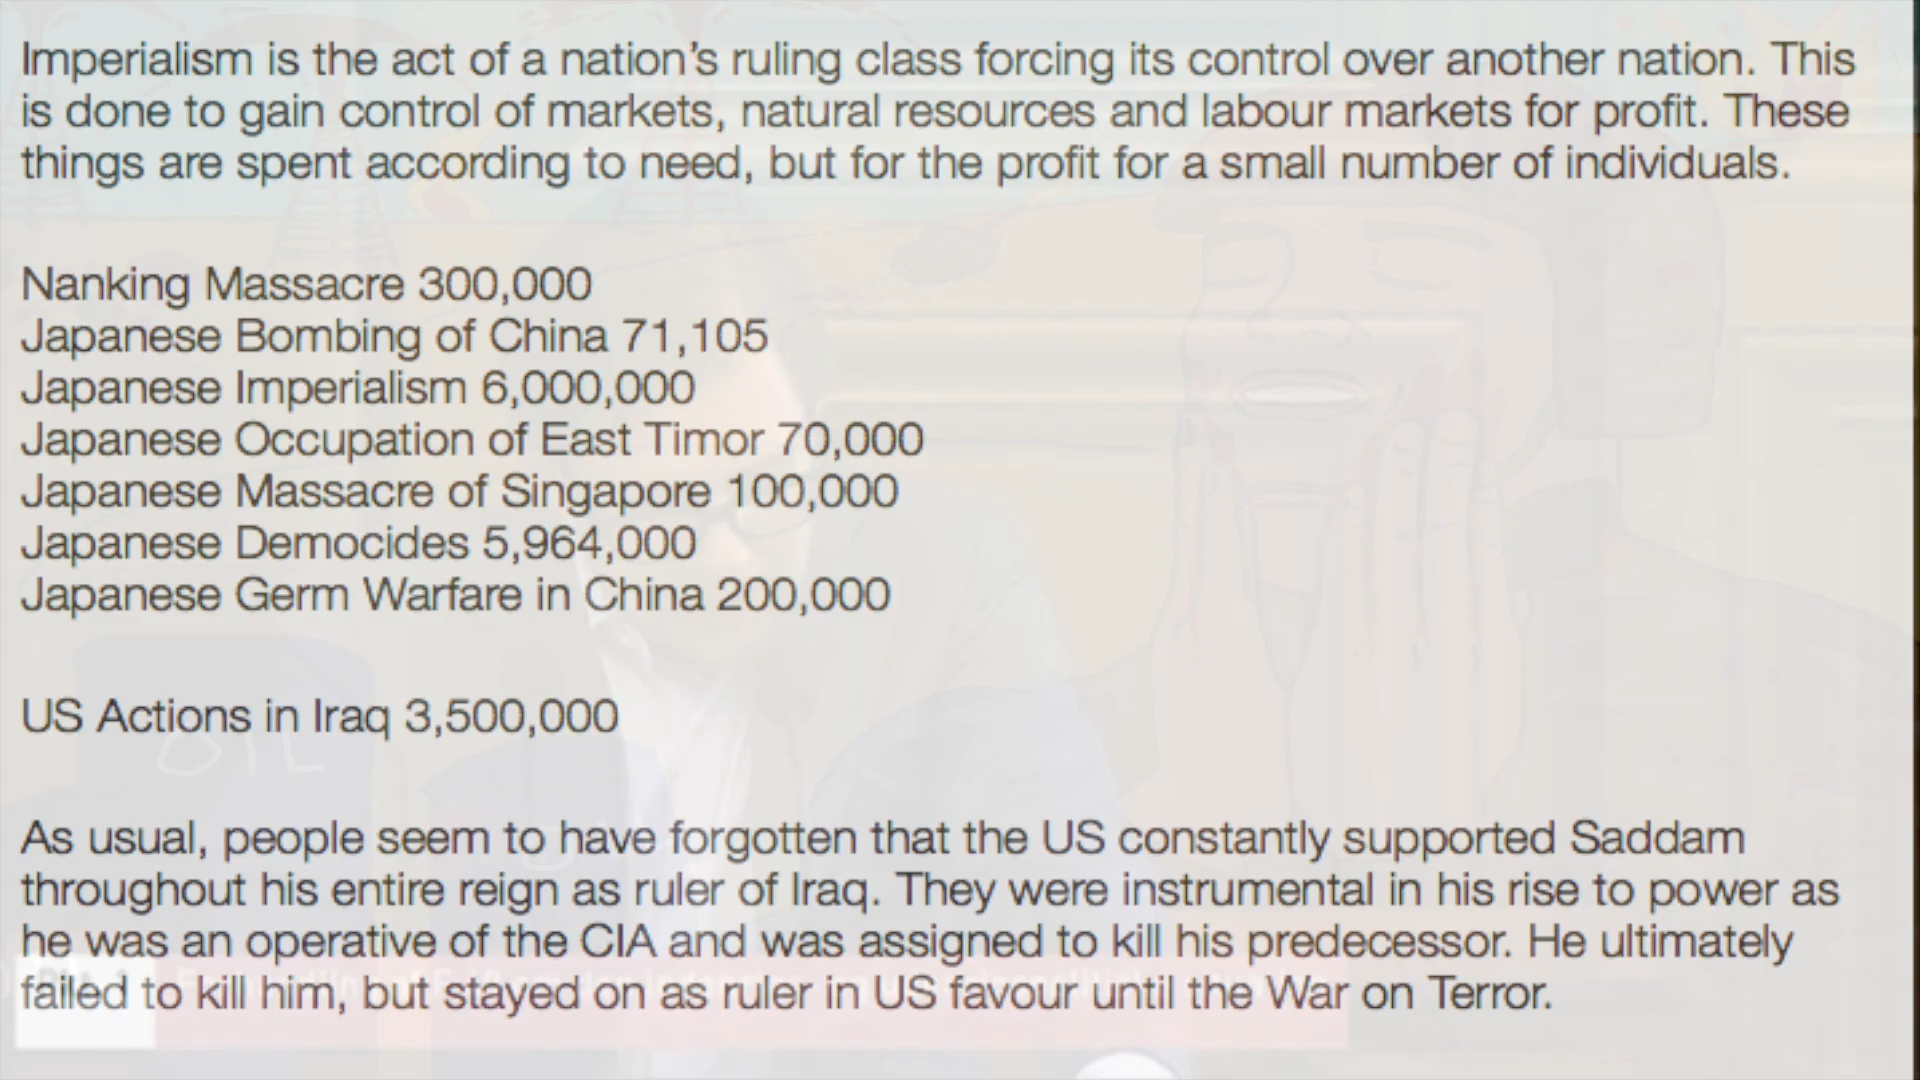 Imperialism is the act of a nation’s ruling class forcing its control over another nation. This
is done to gain control of markets, natural resources and labour markets for profit. These
things are spent according to need, but for the profit for a small number of individuals.
Nanking Massacre 300,000
Japanese Bombing of China 71,105
Japanese Imperialism 6,000,000
Japanese Occupation of East Timor 70,000
Japanese Massacre of Singapore 100,000
Japanese Democides 5,964,000
Japanese Germ Warfare in China 200,000
US Actions in Iraq 3,500,000
OIL
As usual, people seem to have forgotten that the US constantly supported Saddam
throughout his entire reign as ruler of Iraq. They were instrumental in his rise to power as
he was an operative of the CIA and was assigned to kill his predecessor. He ultimately
failed to kill him, but stayed on as ruler in US favour until the War on Terror.